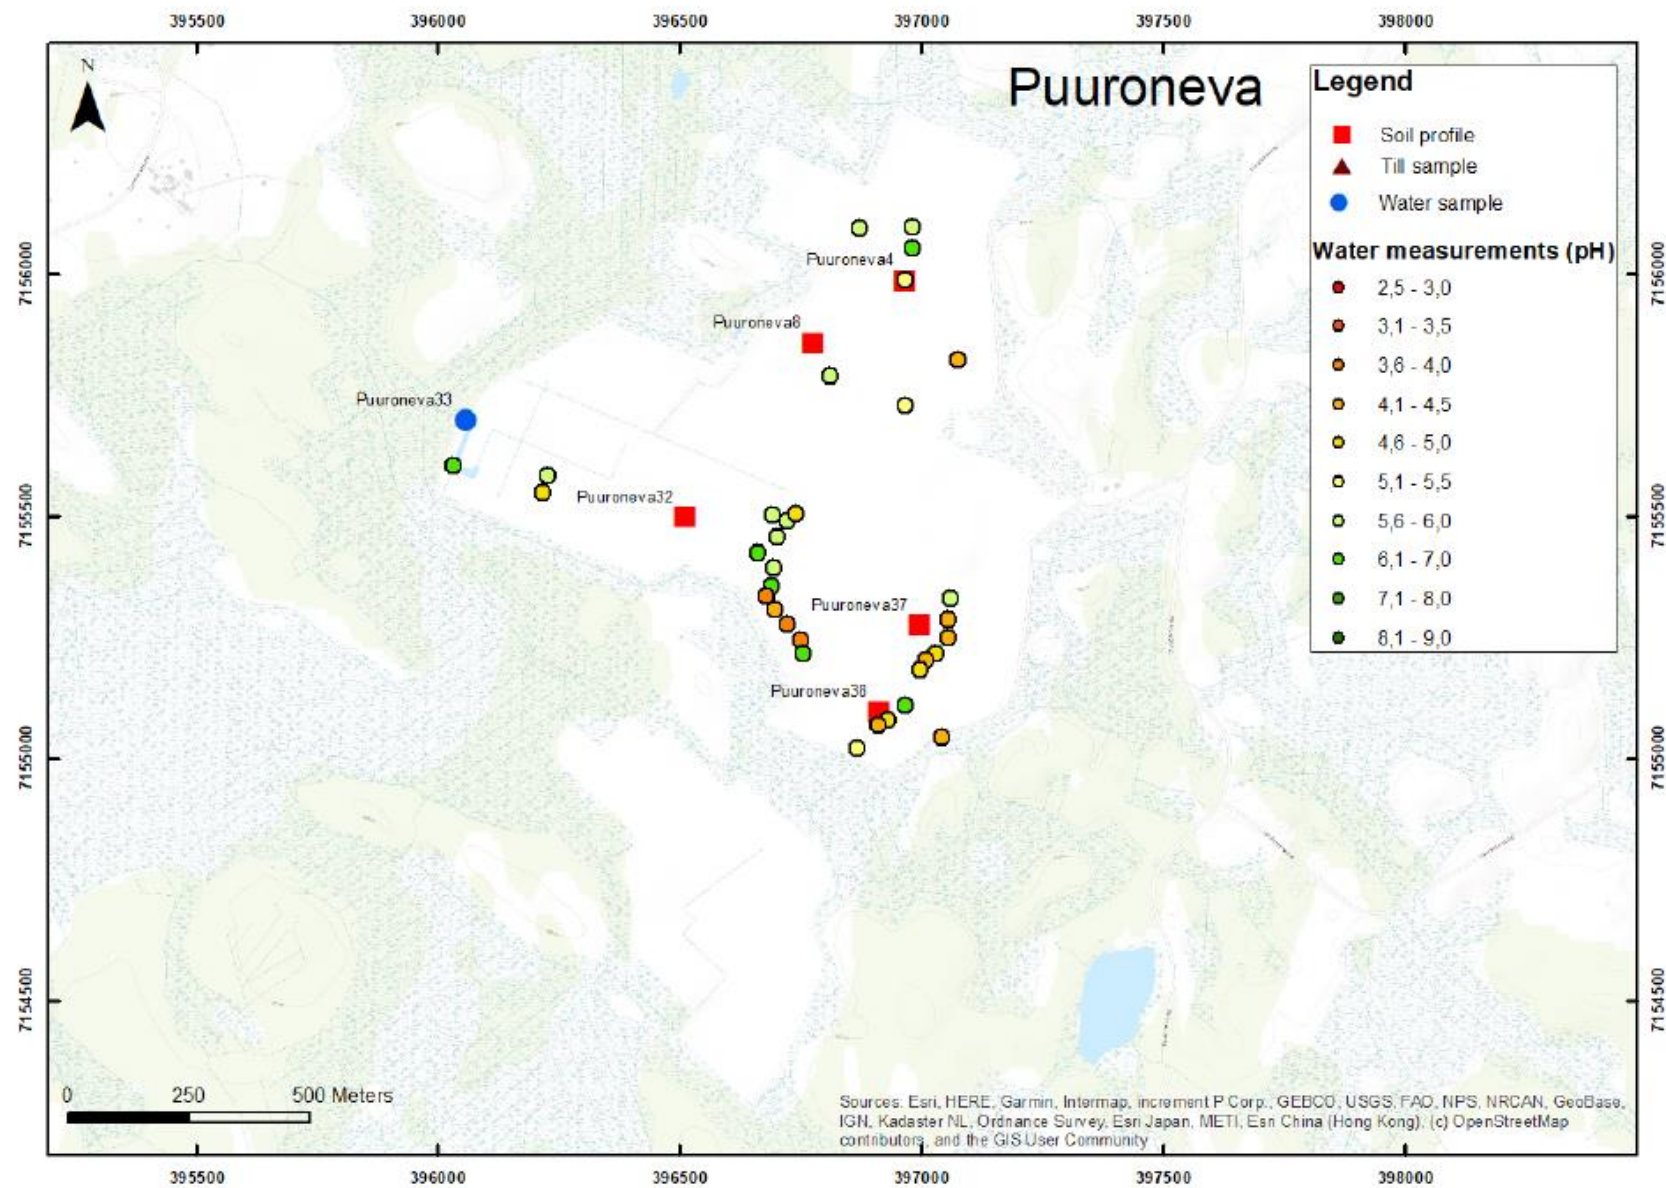 395500 396000 396500 397000 397500 398000
N
Puuroneva
Legend
Soil profile
Till sample
Water sample
Water measurements (pH)
2,5 - 3,0
3,1 - 3,5
3,6 - 4,0
4,1 - 4,5
4,6 - 5,0
5,1 - 5,5
5,6 - 6,0
6,1 - 7,0
7,1 - 8,0
8,1 - 9,0
Puuroneva4
7156000 7156000
Puuroneva8
Puuroneva33
Puuroneva32
7155500 7155500
Puuroneva37
Puuroneva38
7155000 7155000
7154500 7154500
0 250 500 Meters
Sources: Esri, HERE, Garmin, Intermap, increment P Corp., GEBCO, USGS, FAO, NPS, NRCAN, GeoBase,
IGN, Kadaster NL, Ordnance Survey, Esri Japan, METI, Esri China (Hong Kong), (c) OpenStreetMap
contributors, and the GIS User Community
395500 396000 396500 397000 397500 398000